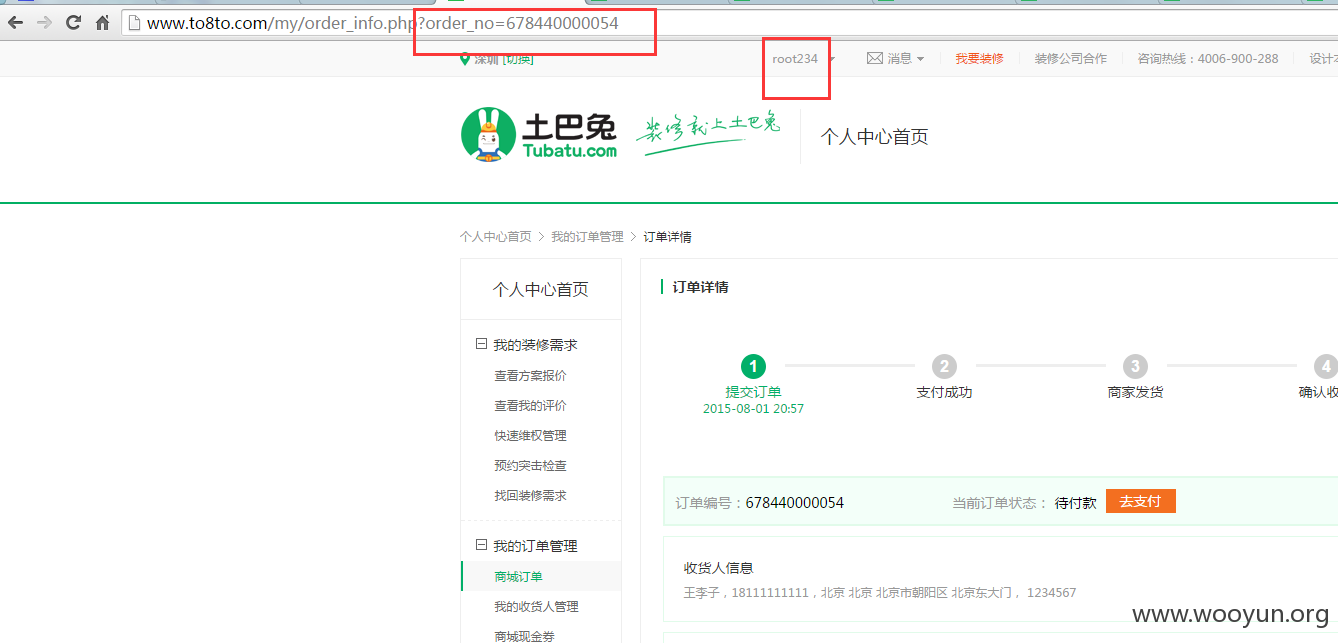 www.to8to.com/my/order_info.php?order_no=678440000054
深圳 [切换] root234 消息 我要装修 装修公司合作 咨询热线：4006-900-288 设计本
土巴兔 装修就上土巴兔 个人中心首页
Tubatu.com
个人中心首页 > 我的订单管理 > 订单详情
个人中心首页
订单详情
我的装修需求
查看方案报价
查看我的评价
快速维权管理
预约突击检查
找回装修需求
1 2 3 4
提交订单 支付成功 商家发货 确认收
2015-08-01 20:57
订单编号：678440000054 当前订单状态： 待付款 去支付
我的订单管理
商城订单
我的收货人管理
商城现金券
收货人信息
王李子，18111111111，北京 北京 北京市朝阳区 北京东大门， 1234567
www.wooyun.org